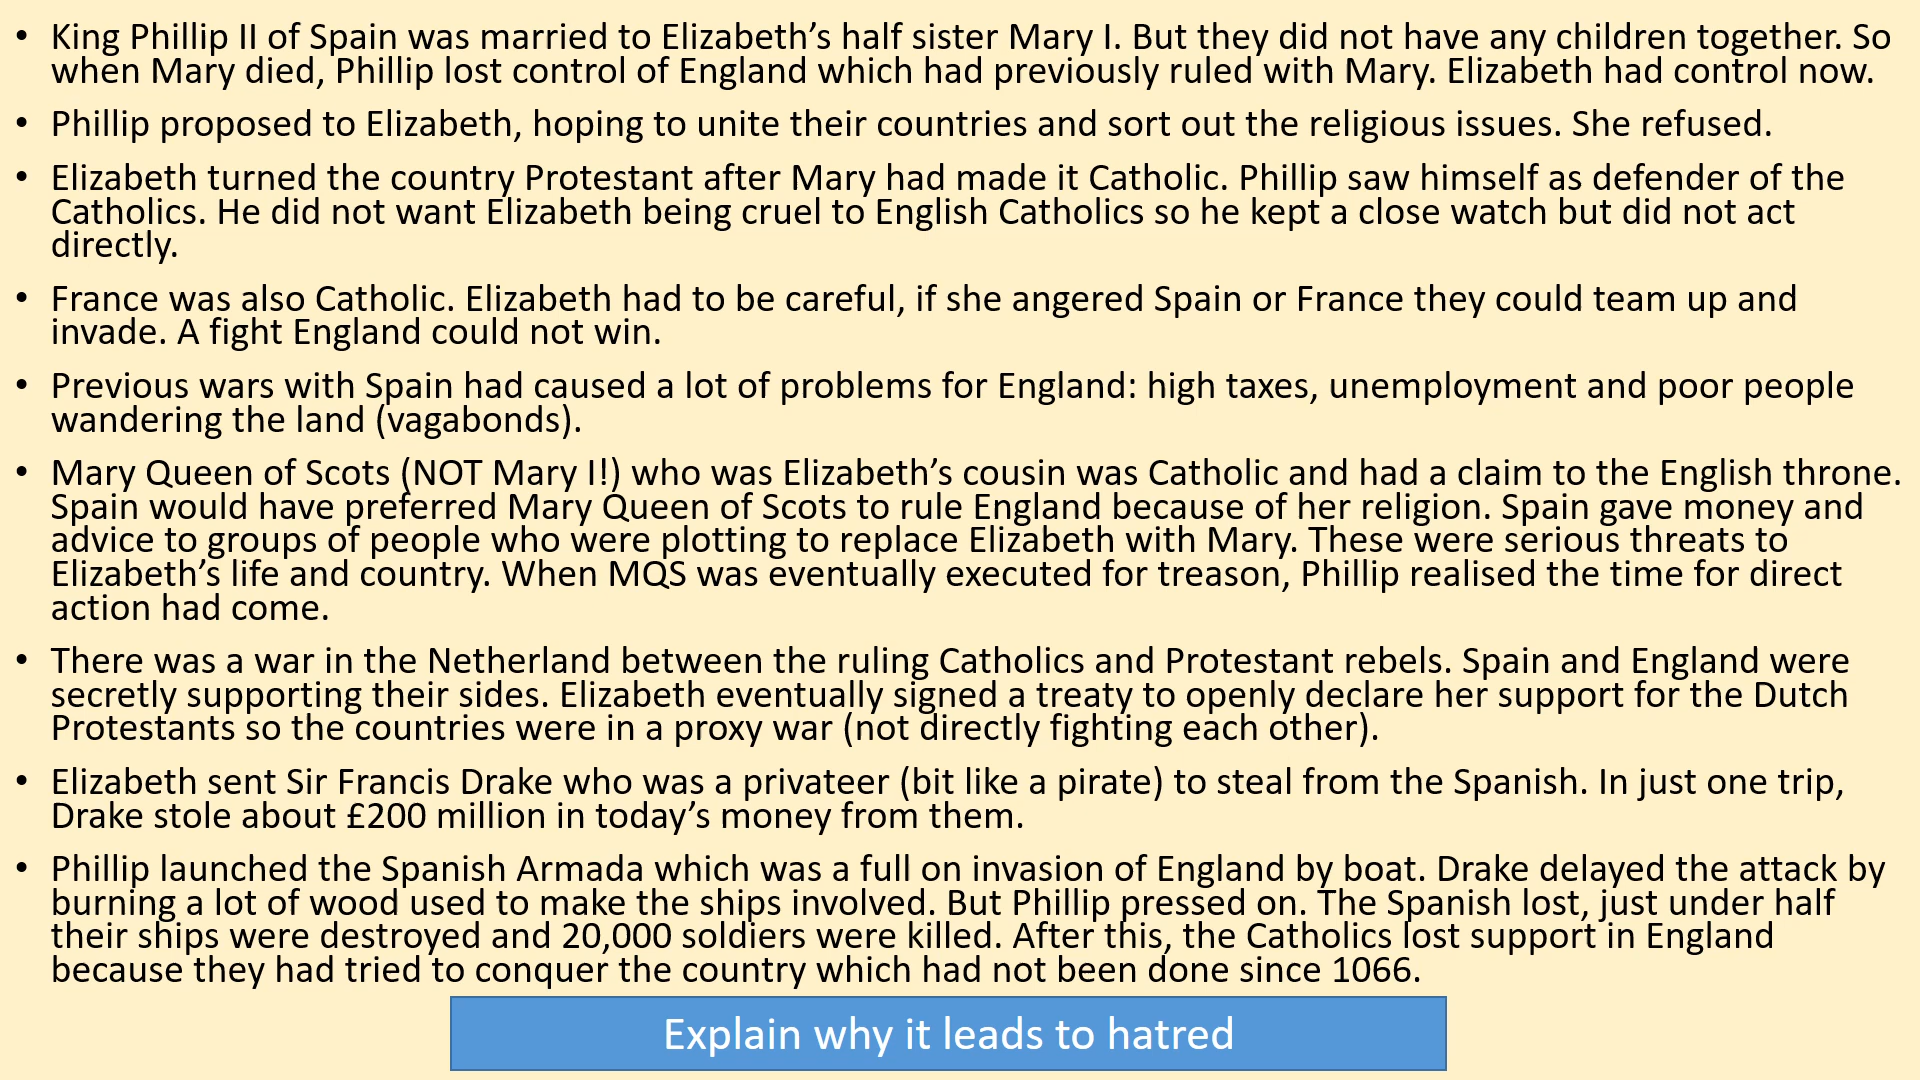 • King Phillip II of Spain was married to Elizabeth’s half sister Mary I. But they did not have any children together. So
when Mary died, Phillip lost control of England which had previously ruled with Mary. Elizabeth had control now.
• Phillip proposed to Elizabeth, hoping to unite their countries and sort out the religious issues. She refused.
• Elizabeth turned the country Protestant after Mary had made it Catholic. Phillip saw himself as defender of the
Catholics. He did not want Elizabeth being cruel to English Catholics so he kept a close watch but did not act
directly.
• France was also Catholic. Elizabeth had to be careful, if she angered Spain or France they could team up and
invade. A fight England could not win.
• Previous wars with Spain had caused a lot of problems for England: high taxes, unemployment and poor people
wandering the land (vagabonds).
• Mary Queen of Scots (NOT Mary I!) who was Elizabeth’s cousin was Catholic and had a claim to the English throne.
Spain would have preferred Mary Queen of Scots to rule England because of her religion. Spain gave money and
advice to groups of people who were plotting to replace Elizabeth with Mary. These were serious threats to
Elizabeth’s life and country. When MQS was eventually executed for treason, Phillip realised the time for direct
action had come.
• There was a war in the Netherland between the ruling Catholics and Protestant rebels. Spain and England were
secretly supporting their sides. Elizabeth eventually signed a treaty to openly declare her support for the Dutch
Protestants so the countries were in a proxy war (not directly fighting each other).
• Elizabeth sent Sir Francis Drake who was a privateer (bit like a pirate) to steal from the Spanish. In just one trip,
Drake stole about £200 million in today’s money from them.
• Phillip launched the Spanish Armada which was a full on invasion of England by boat. Drake delayed the attack by
burning a lot of wood used to make the ships involved. But Phillip pressed on. The Spanish lost, just under half
their ships were destroyed and 20,000 soldiers were killed. After this, the Catholics lost support in England
because they had tried to conquer the country which had not been done since 1066.
Explain why it leads to hatred